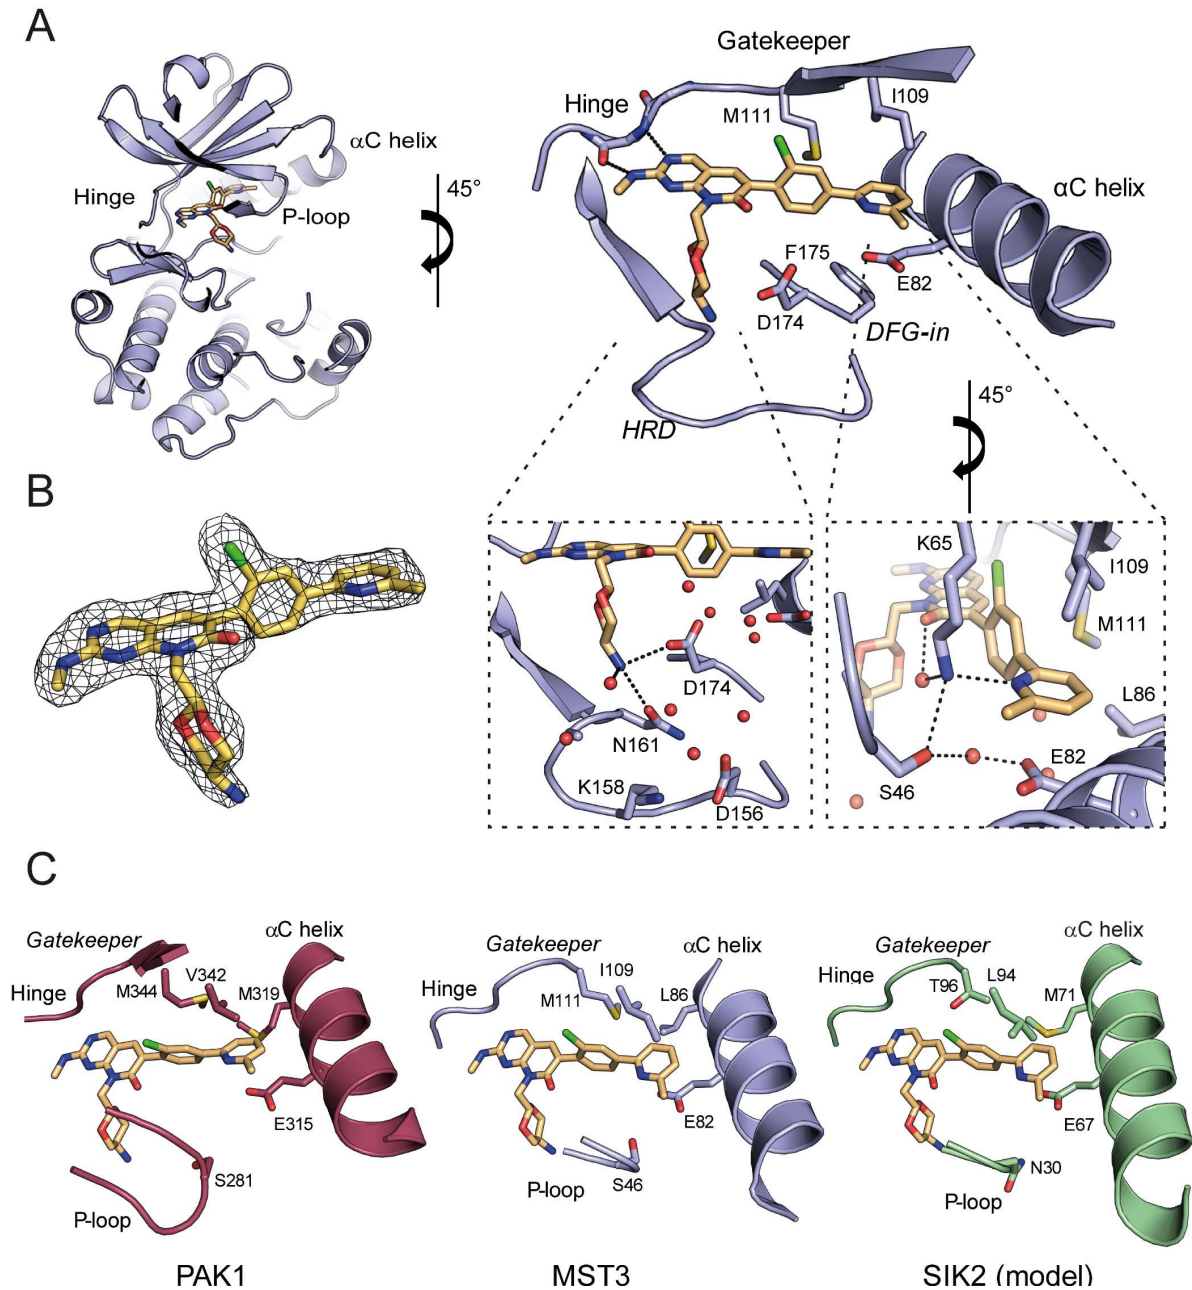 A
αC helix
Hinge
P-loop
45°
Gatekeeper
Hinge
M111
I109
αC helix
F175
E82
D174
DFG-in
HRD
45°
B
D174
N161
K158
D156
K65
I109
M111
L86
E82
S46
C
Gatekeeper
αC helix
V342
Hinge
M344
M319
E315
S281
P-loop
PAK1
Gatekeeper
αC helix
I109
Hinge
M111
L86
E82
S46
P-loop
MST3
Gatekeeper
αC helix
Hinge
L94
T96
M71
E67
N30
P-loop
SIK2 (model)